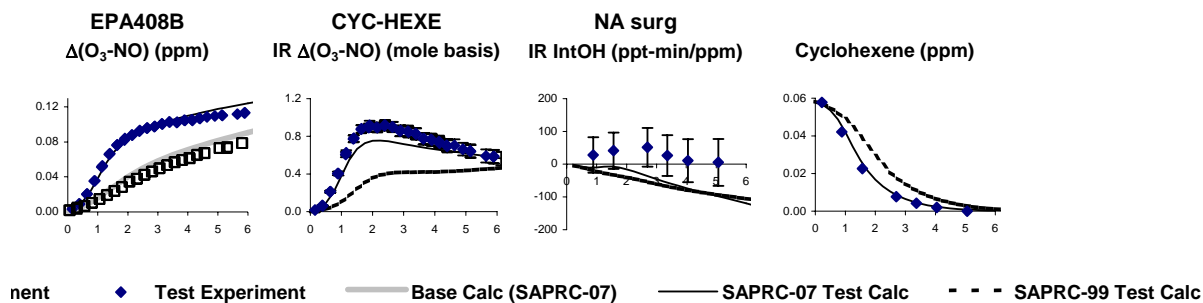 EPA408B CYC-HEXE NA surg
Δ(O3-NO) (ppm) IR Δ(O3-NO) (mole basis) IR IntOH (ppt-min/ppm) Cyclohexene (ppm)
0.12
0.08
0.04
0.00
0 1 2 3 4 5 6
1.2
0.8
0.4
0.0
0 1 2 3 4 5 6
200
100
0
-100
-200
0 1 2 3 4 5 6
0.06
0.04
0.02
0.00
0 1 2 3 4 5 6
ment Test Experiment Base Calc (SAPRC-07) SAPRC-07 Test Calc SAPRC-99 Test Calc